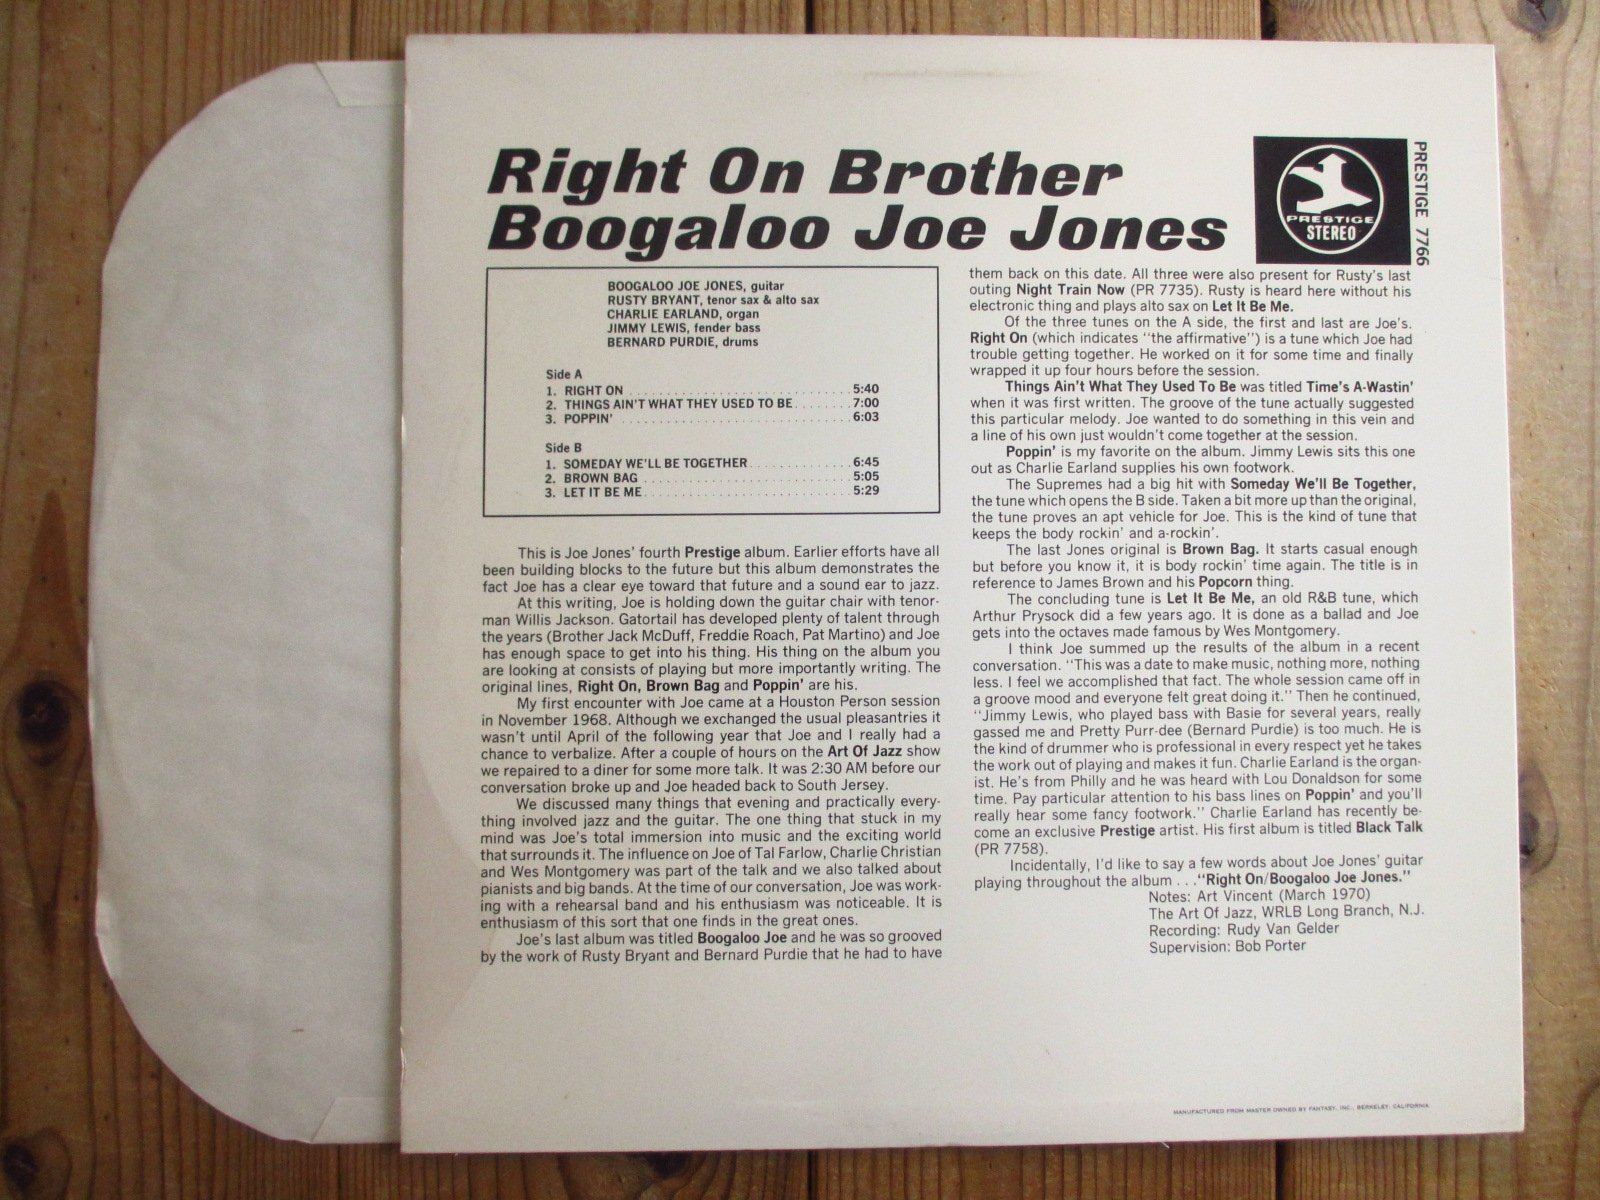 Right On Brother
Boogaloo Joe Jones
PRESTIGE
STEREO
PRESTIGE 7766
BOOGALOO JOE JONES, guitar
RUSTY BRYANT, tenor sax & alto sax
CHARLIE EARLAND, organ
JIMMY LEWIS, fender bass
BERNARD PURDIE, drums
Side A
1. RIGHT ON 5:40
2. THINGS AIN'T WHAT THEY USED TO BE 7:00
3. POPPIN' 6:03
Side B
1. SOMEDAY WE'LL BE TOGETHER 6:45
2. BROWN BAG 5:05
3. LET IT BE ME 5:29
This is Joe Jones' fourth Prestige album. Earlier efforts have all
been building blocks to the future but this album demonstrates the
fact Joe has a clear eye toward that future and a sound ear to jazz.
At this writing, Joe is holding down the guitar chair with tenor-
man Willis Jackson. Gatortail has developed plenty of talent through
the years (Brother Jack McDuff, Freddie Roach, Pat Martino) and Joe
has enough space to get into his thing. His thing on the album you
are looking at consists of playing but more importantly writing. The
original lines, Right On, Brown Bag and Poppin' are his.
My first encounter with Joe came at a Houston Person session
in November 1968. Although we exchanged the usual pleasantries it
wasn't until April of the following year that Joe and I really had a
chance to verbalize. After a couple of hours on the Art Of Jazz show
we repaired to a diner for some more talk. It was 2:30 AM before our
conversation broke up and Joe headed back to South Jersey.
We discussed many things that evening and practically every-
thing involved jazz and the guitar. The one thing that stuck in my
mind was Joe's total immersion into music and the exciting world
that surrounds it. The influence on Joe of Tal Farlow, Charlie Christian
and Wes Montgomery was part of the talk and we also talked about
pianists and big bands. At the time of our conversation, Joe was work-
ing with a rehearsal band and his enthusiasm was noticeable. It is
enthusiasm of this sort that one finds in the great ones.
Joe's last album was titled Boogaloo Joe and he was so grooved
by the work of Rusty Bryant and Bernard Purdie that he had to have
them back on this date. All three were also present for Rusty's last
outing Night Train Now (PR 7735). Rusty is heard here without his
electronic thing and plays alto sax on Let It Be Me.
Of the three tunes on the A side, the first and last are Joe's.
Right On (which indicates "the affirmative") is a tune which Joe had
trouble getting together. He worked on it for some time and finally
wrapped it up four hours before the session.
Things Ain't What They Used To Be was titled Time's A-Wastin'
when it was first written. The groove of the tune actually suggested
this particular melody. Joe wanted to do something in this vein and
a line of his own just wouldn't come together at the session.
Poppin' is my favorite on the album. Jimmy Lewis sits this one
out as Charlie Earland supplies his own footwork.
The Supremes had a big hit with Someday We'll Be Together,
the tune which opens the B side. Taken a bit more up than the original,
the tune proves an apt vehicle for Joe. This is the kind of tune that
keeps the body rockin' and a-rockin'.
The last Jones original is Brown Bag. It starts casual enough
but before you know it, it is body rockin' time again. The title is in
reference to James Brown and his Popcorn thing.
The concluding tune is Let It Be Me, an old R&B tune, which
Arthur Prysock did a few years ago. It is done as a ballad and Joe
gets into the octaves made famous by Wes Montgomery.
I think Joe summed up the results of the album in a recent
conversation. "This was a date to make music, nothing more, nothing
less. I feel we accomplished that fact. The whole session came off in
a groove mood and everyone felt great doing it." Then he continued,
"Jimmy Lewis, who played bass with Basie for several years, really
gassed me and Pretty Purr-dee (Bernard Purdie) is too much. He is
the kind of drummer who is professional in every respect yet he takes
the work out of playing and makes it fun. Charlie Earland is the organ-
ist. He's from Philly and he was heard with Lou Donaldson for some
time. Pay particular attention to his bass lines on Poppin' and you'll
really hear some fancy footwork." Charlie Earland has recently be-
come an exclusive Prestige artist. His first album is titled Black Talk
(PR 7758).
Incidentally, I'd like to say a few words about Joe Jones' guitar
playing throughout the album . . ."Right On/Boogaloo Joe Jones."
Notes: Art Vincent (March 1970)
The Art Of Jazz, WRLB Long Branch, N.J.
Recording: Rudy Van Gelder
Supervision: Bob Porter
MANUFACTURED FROM MASTER OWNED BY FANTASY, INC., BERKELEY, CALIFORNIA